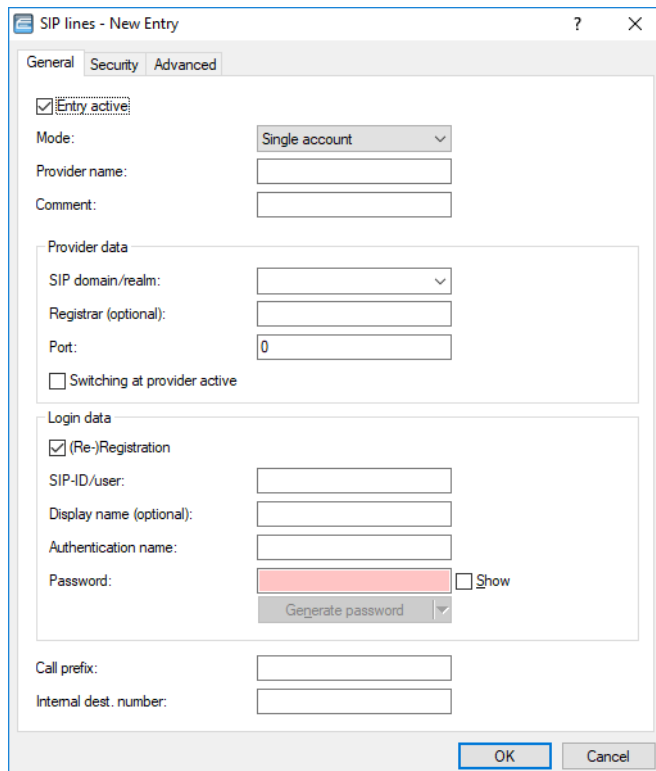 SIP lines - New Entry ? X
General Security Advanced
Entry active
Mode: Single account
Provider name:
Comment:
Provider data
SIP domain/realm:
Registrar (optional):
Port: 0
Switching at provider active
Login data
(Re-)Registration
SIP-ID/user:
Display name (optional):
Authentication name:
Password: Show
Generate password
Call prefix:
Internal dest. number:
OK Cancel